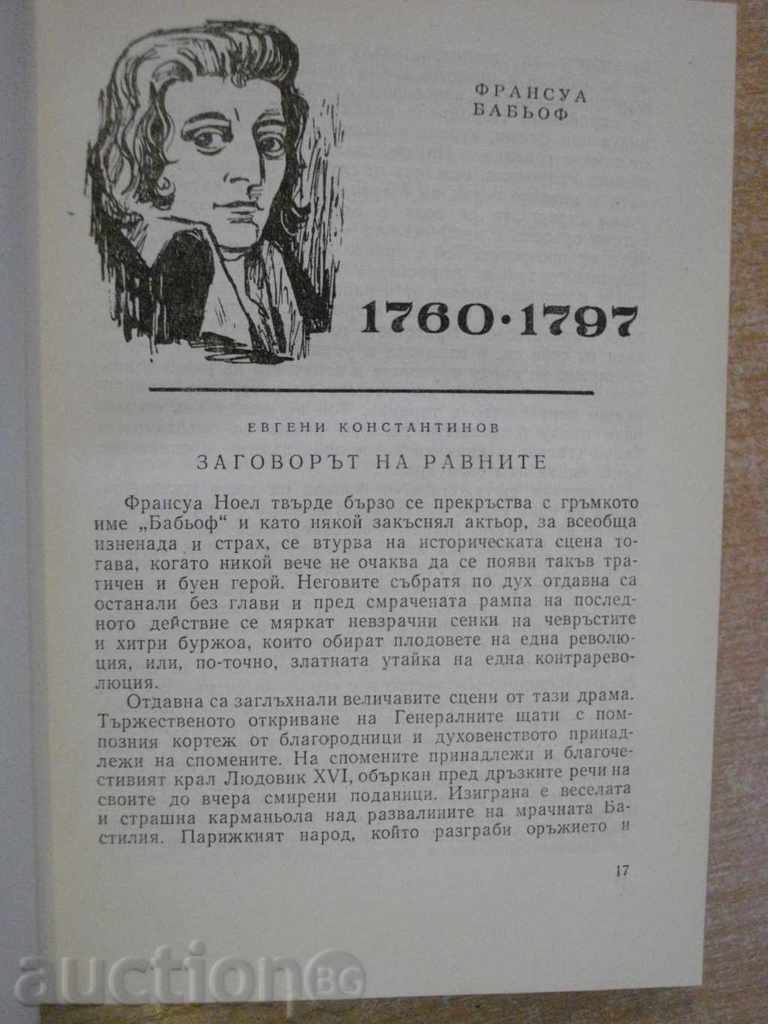 ФРАНСУА
БАБЬОФ
1760·1797
ЕВГЕНИ КОНСТАНТИНОВ
ЗАГОВОРЪТ НА РАВНИТЕ
Франсуа Ноел твърде бързо се прекръства с гръмкото
име „Бабьоф“ и като някой закъснял актьор, за всеобща
изненада и страх, се втурва на историческата сцена то-
гава, когато никой вече не очаква да се появи такъв тра-
гичен и буен герой. Неговите събратя по дух отдавна са
останали без глави и пред смрачената рампа на послед-
ното действие се мяркат невзрачни сенки на чевръстите
и хитри буржоа, които обират плодовете на една револю-
ция, или, по-точно, златната утайка на една контрарево-
люция.
Отдавна са заглъхнали величавите сцени от тази драма.
Тържественото откриване на Генералните щати с пом-
позния кортеж от благородници и духовенството принад-
лежи на спомените. На спомените принадлежи и благоче-
стивият крал Людовик XVI, объркан пред дръзките речи на
своите до вчера смирени поданици. Изиграна е веселата
и страшна карманьола над развалините на мрачната Ба-
стилия. Парижкият народ, който разграби оръжието и
17
auctionBG